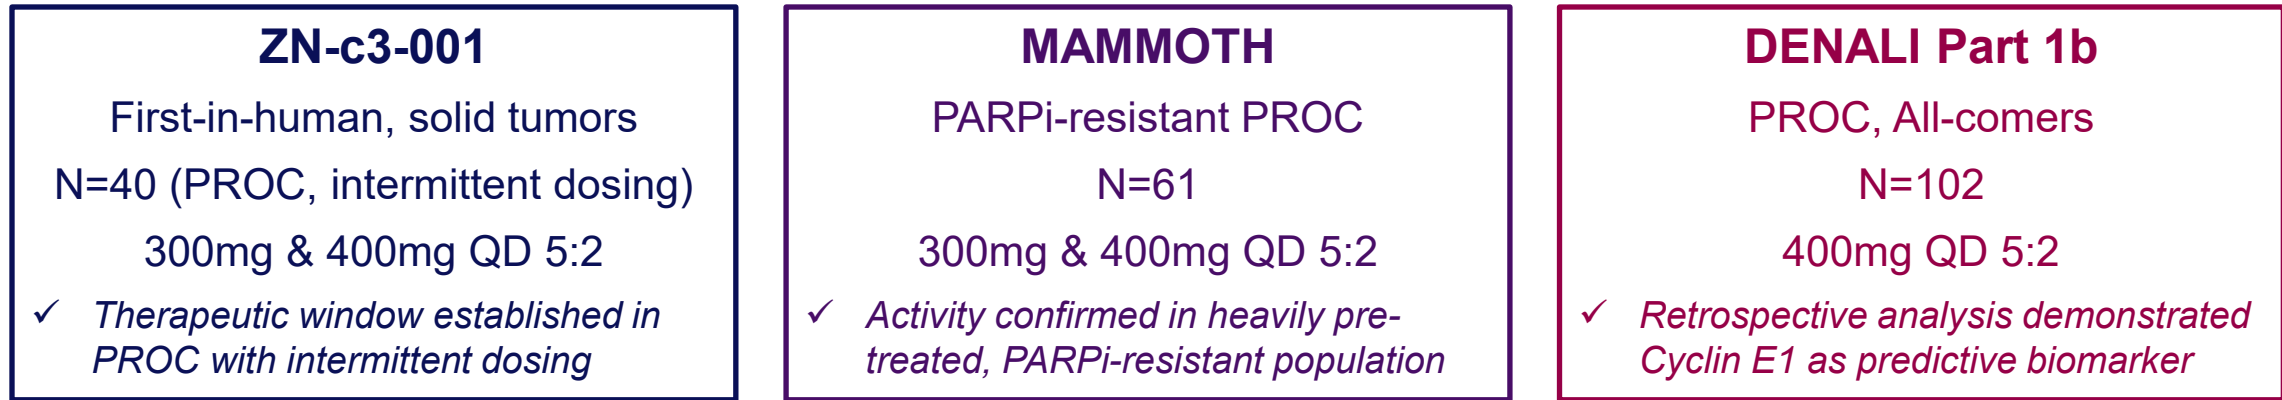 ZN-c3-001
First-in-human, solid tumors
N=40 (PROC, intermittent dosing)
300mg & 400mg QD 5:2
✓ Therapeutic window established in
PROC with intermittent dosing
MAMMOTH
PARPi-resistant PROC
N=61
300mg & 400mg QD 5:2
✓ Activity confirmed in heavily pre-
treated, PARPi-resistant population
DENALI Part 1b
PROC, All-comers
N=102
400mg QD 5:2
✓ Retrospective analysis demonstrated
Cyclin E1 as predictive biomarker